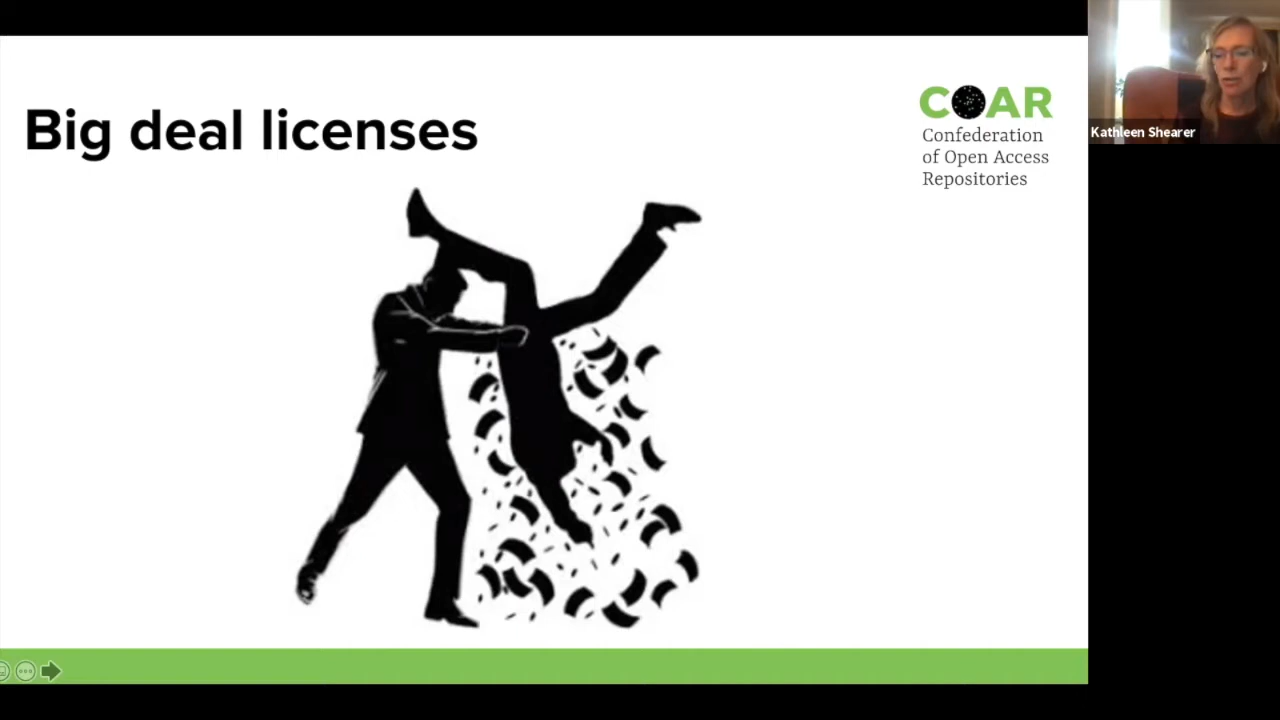 Big deal licenses
COAR
Confederation
of Open Access
Repositories
Kathleen Shearer